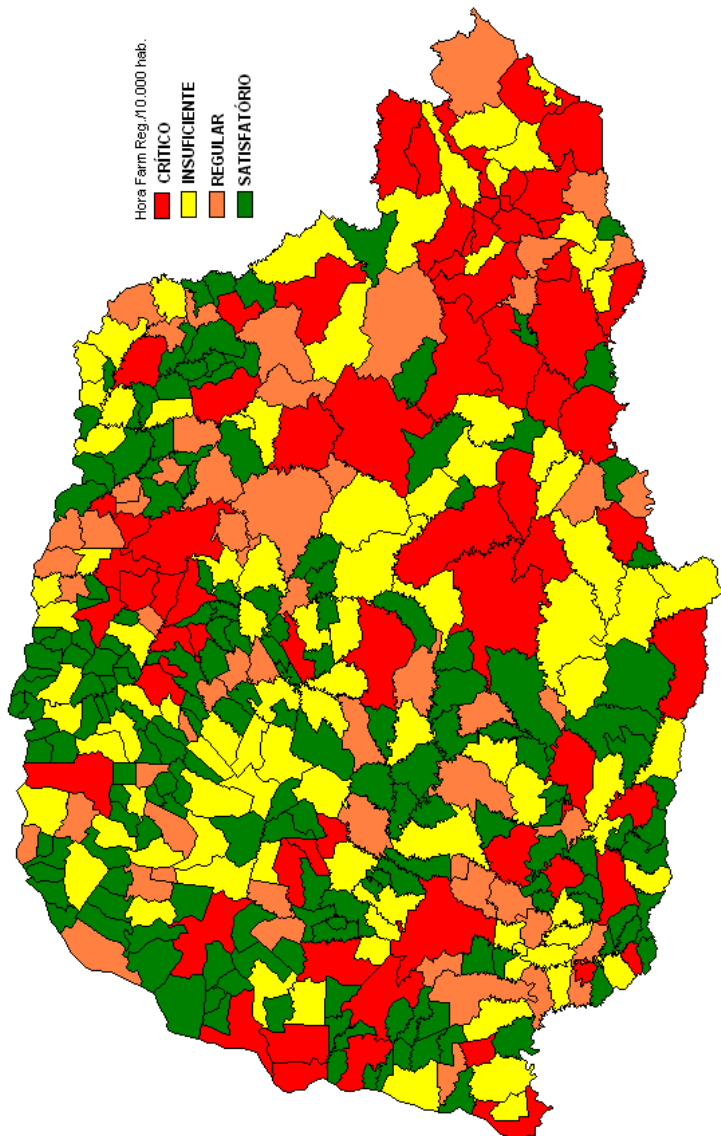 Hora Farm Reg./10.000 hab.
CRÍTICO
INSUFICIENTE
REGULAR
SATISFATÓRIO